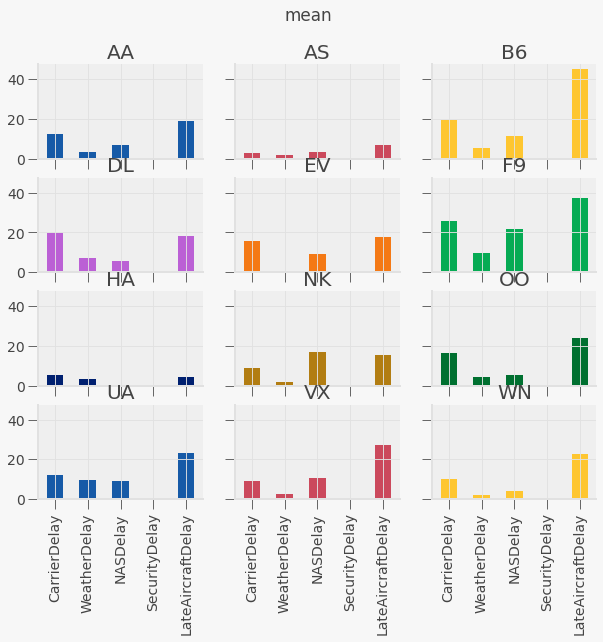 mean
AA AS B6
40
20
0
DL EV F9
40
20
0
HA NK OO
40
20
0
UA VX WN
40
20
0
CarrierDelay WeatherDelay NASDelay SecurityDelay LateAircraftDelay CarrierDelay WeatherDelay NASDelay SecurityDelay LateAircraftDelay CarrierDelay WeatherDelay NASDelay SecurityDelay LateAircraftDelay